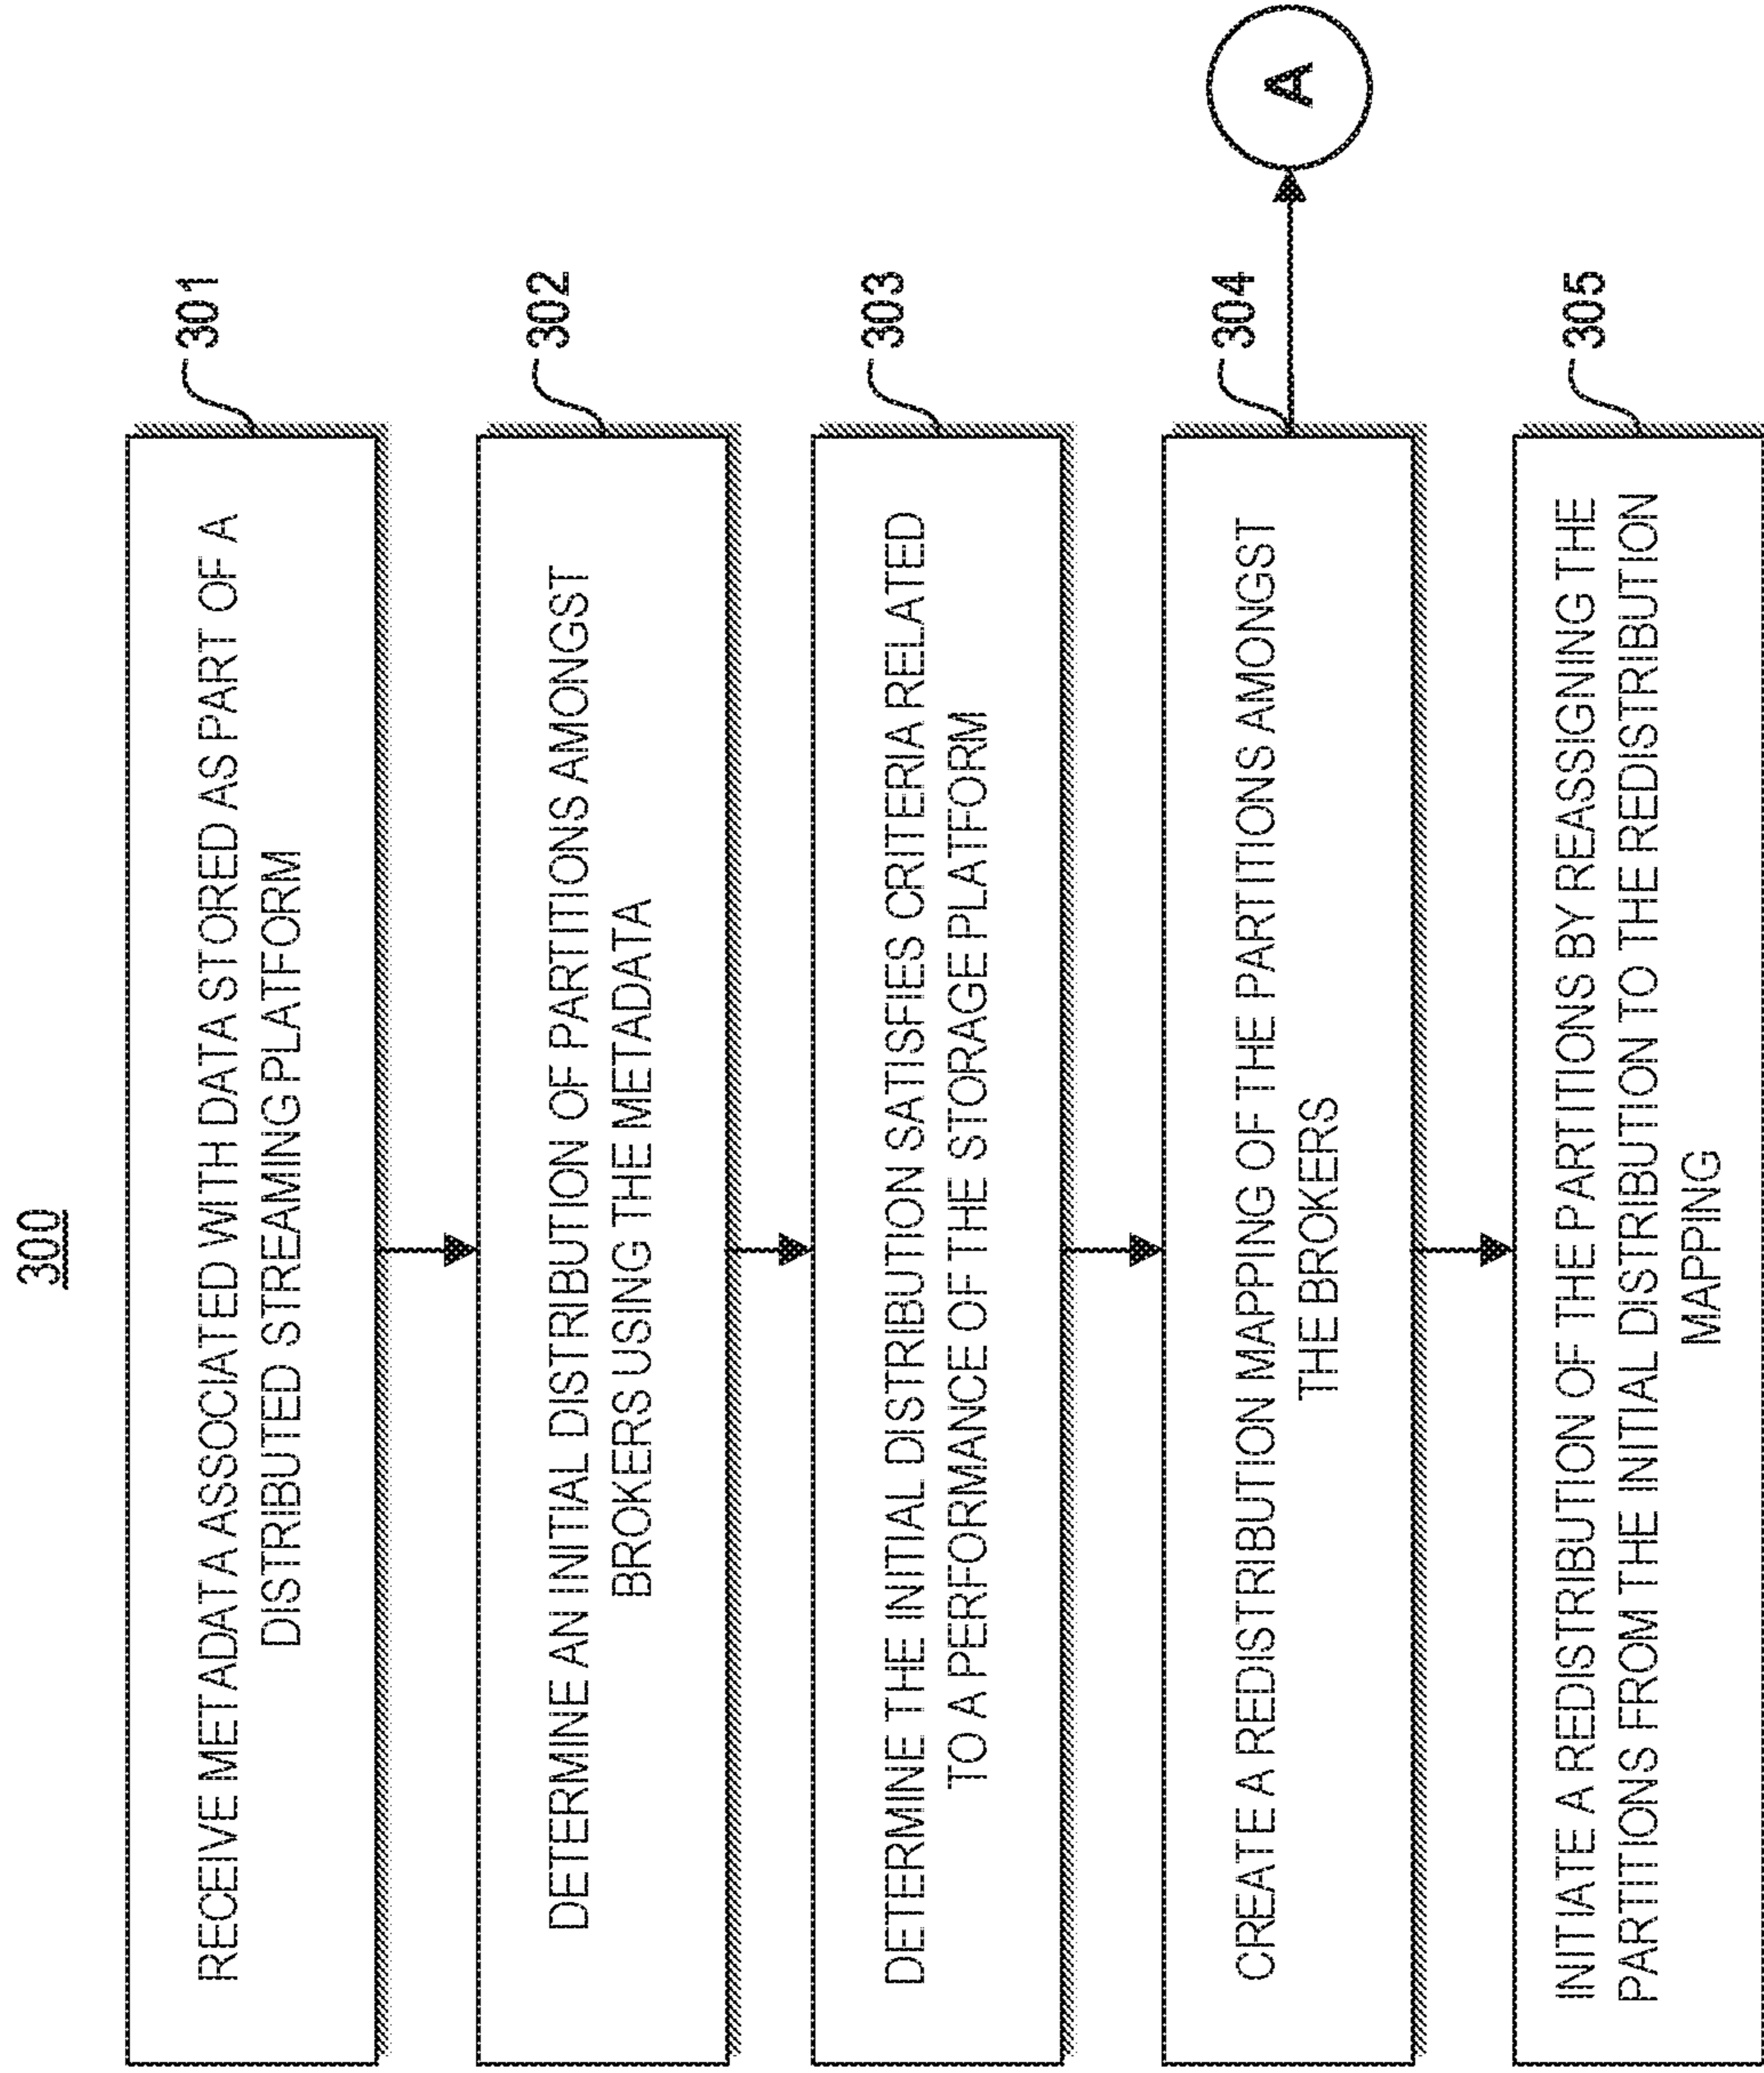 300
301
RECEIVE METADATA ASSOCIATED WITH DATA STORED AS PART OF A
DISTRIBUTED STREAMING PLATFORM
302
DETERMINE AN INITIAL DISTRIBUTION OF PARTITIONS AMONGST
BROKERS USING THE METADATA
303
DETERMINE THE INITIAL DISTRIBUTION SATISFIES CRITERIA RELATED
TO A PERFORMANCE OF THE STORAGE PLATFORM
304
CREATE A REDISTRIBUTION MAPPING OF THE PARTITIONS AMONGST
THE BROKERS
A
305
INITIATE A REDISTRIBUTION OF THE PARTITIONS BY REASSIGNING THE
PARTITIONS FROM THE INITIAL DISTRIBUTION TO THE REDISTRIBUTION
MAPPING